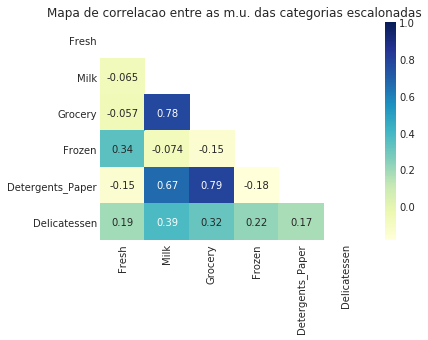 Mapa de correlacao entre as m.u. das categorias escalonadas
Fresh
Milk -0.065
Grocery -0.057 0.78
Frozen 0.34 -0.074 -0.15
Detergents_Paper -0.15 0.67 0.79 -0.18
Delicatessen 0.19 0.39 0.32 0.22 0.17
Fresh Milk Grocery Frozen Detergents_Paper Delicatessen
1.0
0.8
0.6
0.4
0.2
0.0